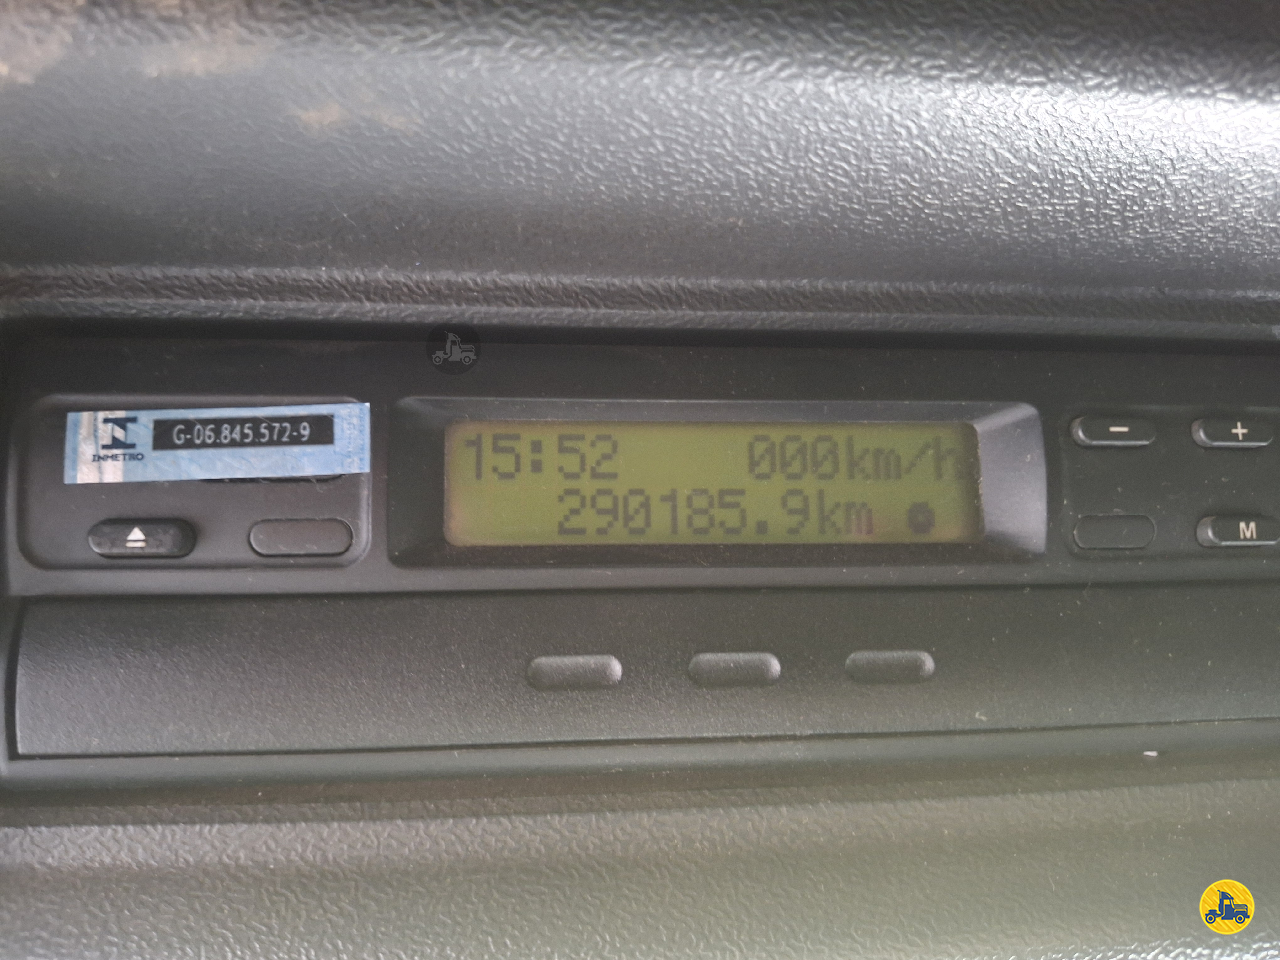 G-06.845.572-9
INMETRO
15:52 000km/h
290185.9km
- +
M